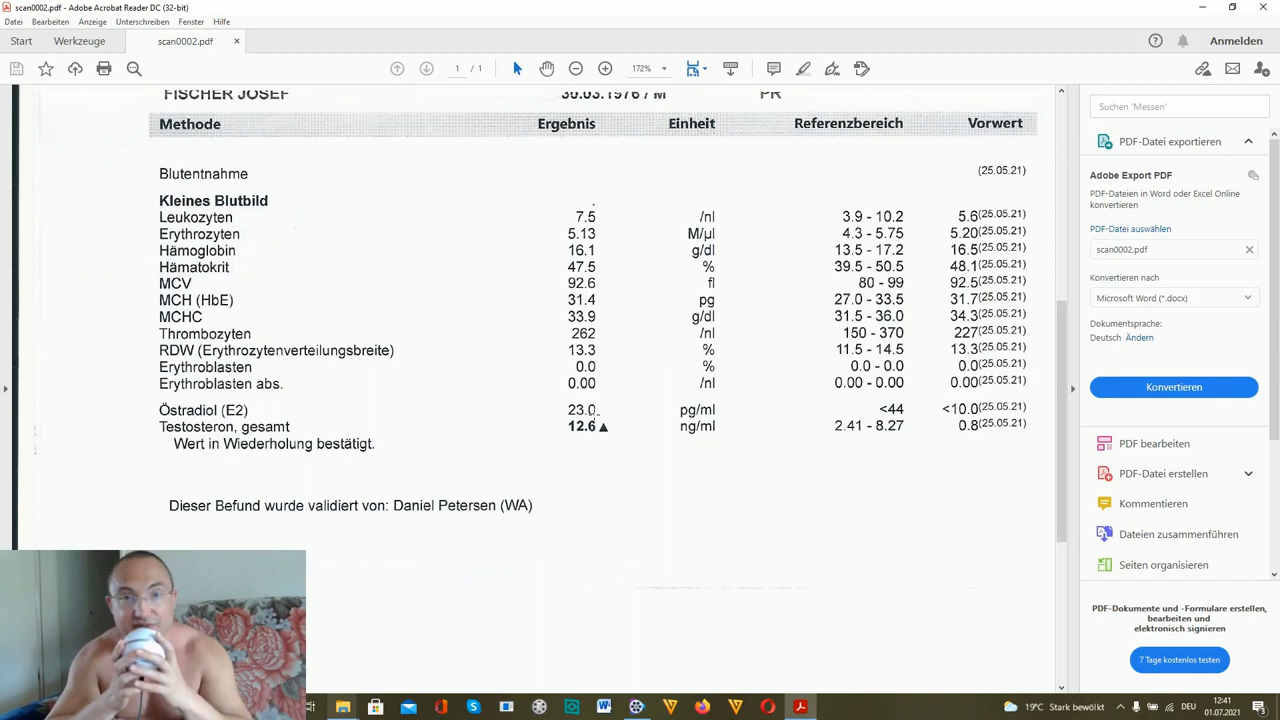 scan0002.pdf - Adobe Acrobat Reader DC (32-bit)
Datei Bearbeiten Anzeige Unterschreiben Fenster Hilfe
Start Werkzeuge scan0002.pdf × Anmelden
1 / 1 172%
FISCHER JOSEF 30.03.1976 / M PR
Methode Ergebnis Einheit Referenzbereich Vorwert
Blutentnahme (25.05.21)
Kleines Blutbild
Leukozyten 7.5 /nl 3.9 - 10.2 5.6(25.05.21)
Erythrozyten 5.13 M/µl 4.3 - 5.75 5.20(25.05.21)
Hämoglobin 16.1 g/dl 13.5 - 17.2 16.5(25.05.21)
Hämatokrit 47.5 % 39.5 - 50.5 48.1(25.05.21)
MCV 92.6 fl 80 - 99 92.5(25.05.21)
MCH (HbE) 31.4 pg 27.0 - 33.5 31.7(25.05.21)
MCHC 33.9 g/dl 31.5 - 36.0 34.3(25.05.21)
Thrombozyten 262 /nl 150 - 370 227(25.05.21)
RDW (Erythrozytenverteilungsbreite) 13.3 % 11.5 - 14.5 13.3(25.05.21)
Erythroblasten 0.0 % 0.0 - 0.0 0.0(25.05.21)
Erythroblasten abs. 0.00 /nl 0.00 - 0.00 0.00(25.05.21)
Östradiol (E2) 23.0 pg/ml <44 <10.0(25.05.21)
Testosteron, gesamt 12.6▲ ng/ml 2.41 - 8.27 0.8(25.05.21)
Wert in Wiederholung bestätigt.
Dieser Befund wurde validiert von: Daniel Petersen (WA)
Suchen 'Messen'
PDF-Datei exportieren
Adobe Export PDF
PDF-Dateien in Word oder Excel Online
konvertieren
PDF-Datei auswählen
scan0002.pdf
Konvertieren nach
Microsoft Word (*.docx)
Dokumentsprache:
Deutsch Ändern
Konvertieren
PDF bearbeiten
PDF-Datei erstellen
Kommentieren
Dateien zusammenführen
Seiten organisieren
PDF-Dokumente und -Formulare erstellen,
bearbeiten und
elektronisch signieren
7 Tage kostenlos testen
19°C Stark bewölkt DEU 12:41
01.07.2021